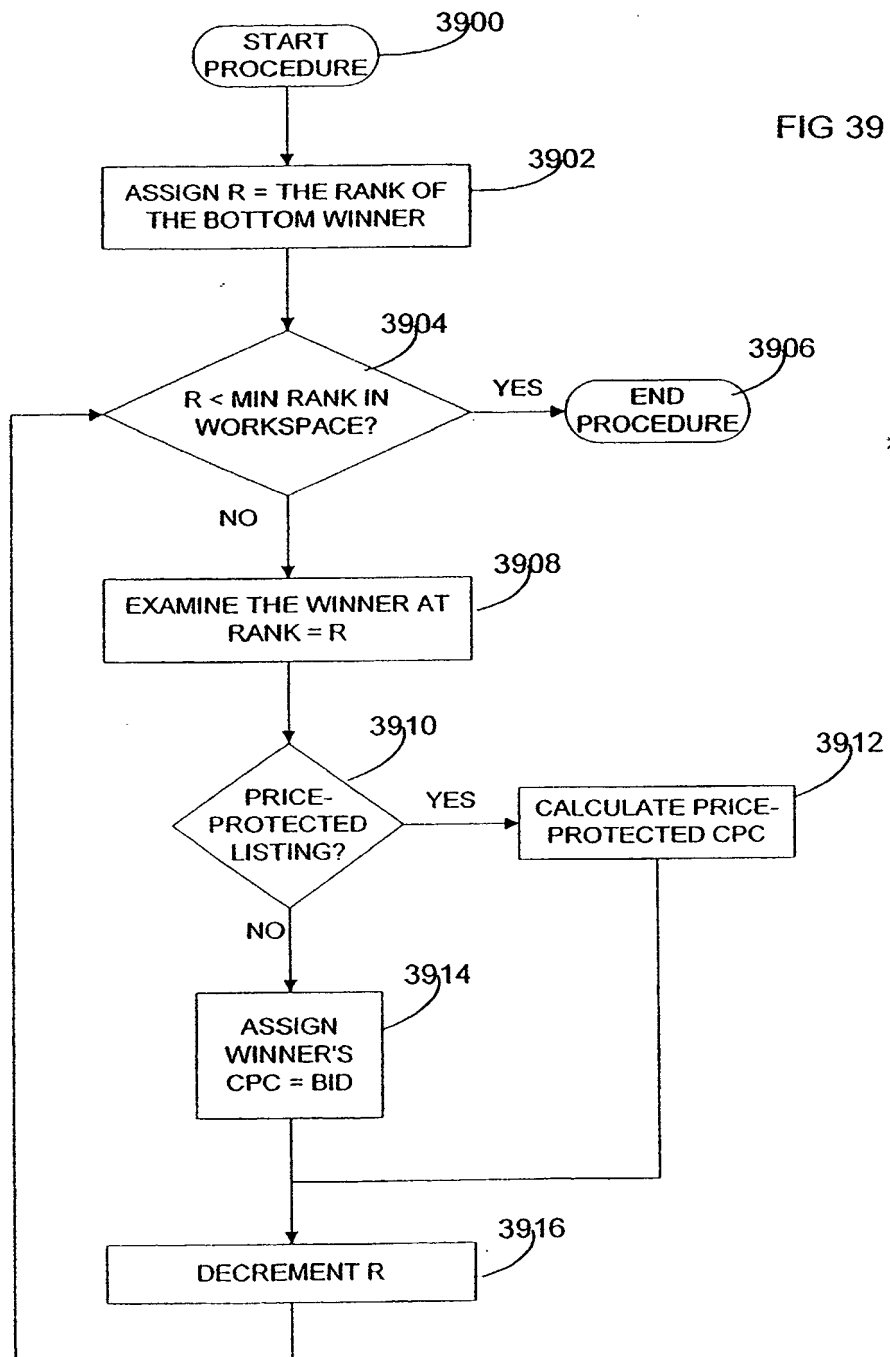 3900
START
PROCEDURE
FIG 39
3902
ASSIGN R = THE RANK OF
THE BOTTOM WINNER
3904
R < MIN RANK IN
WORKSPACE?
YES
3906
END
PROCEDURE
NO
3908
EXAMINE THE WINNER AT
RANK = R
3910
PRICE-
PROTECTED
LISTING?
YES
3912
CALCULATE PRICE-
PROTECTED CPC
NO
3914
ASSIGN
WINNER'S
CPC = BID
3916
DECREMENT R